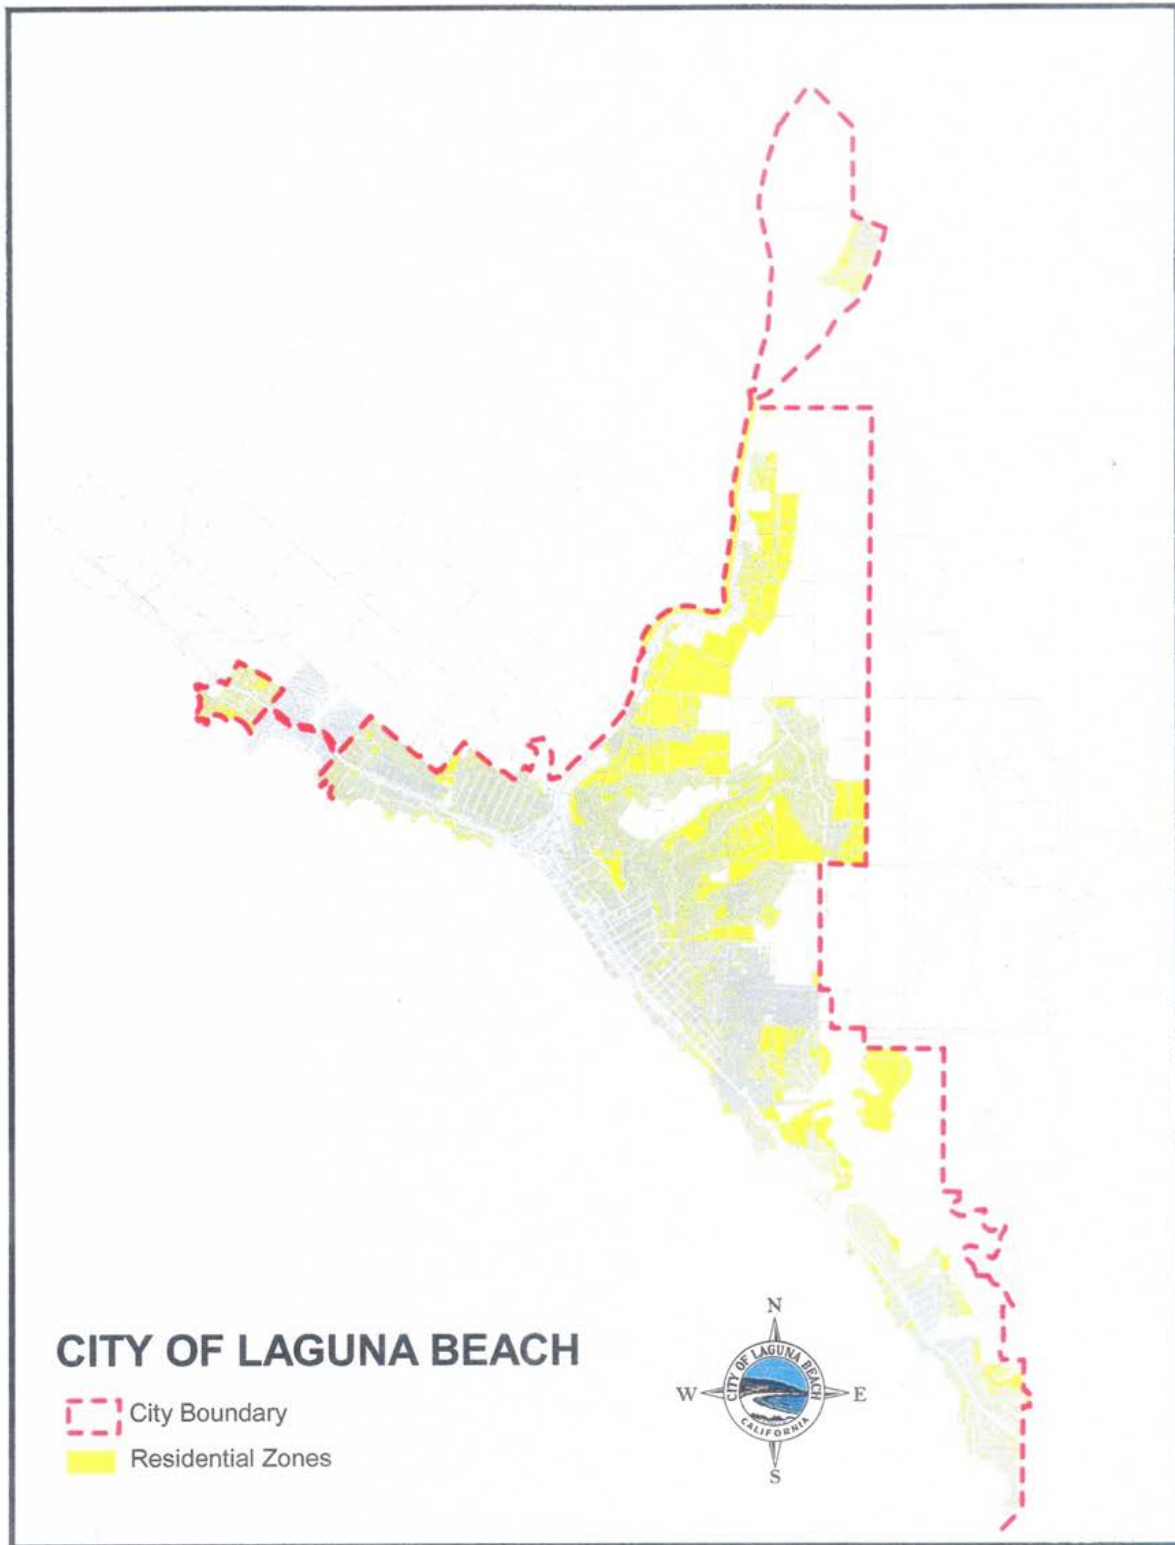 CITY OF LAGUNA BEACH
City Boundary
Residential Zones
N
W
E
S
CITY OF LAGUNA BEACH
CALIFORNIA